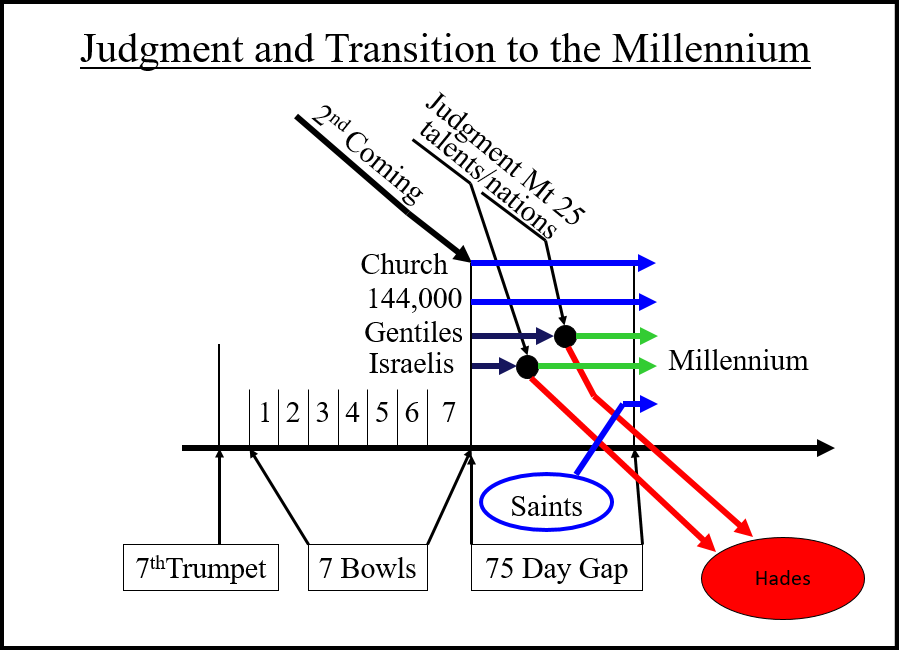 Judgment and Transition to the Millennium
2nd Coming
Judgment Mt 25
talents/nations
Church
144,000
Gentiles
Israelis
Millennium
1 2 3 4 5 6 7
Saints
7thTrumpet
7 Bowls
75 Day Gap
Hades